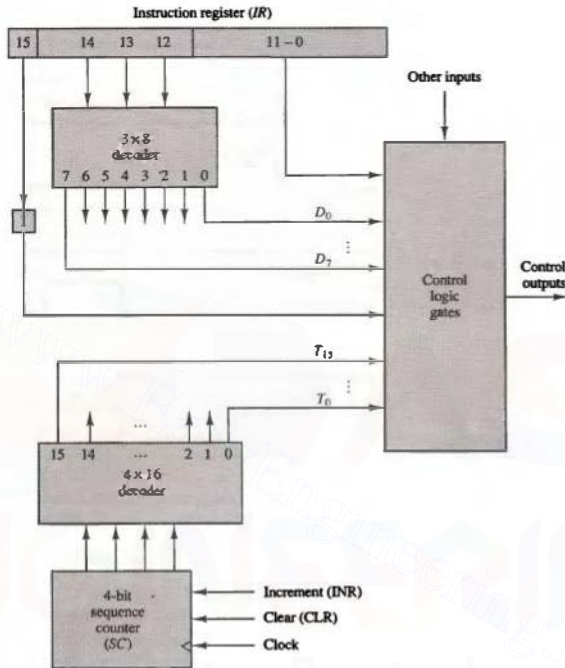 Instruction register (IR)
15 14 13 12 11 – 0
Other inputs
3 × 8
decoder
7 6 5 4 3 2 1 0
I
D0
⋮
D7
Control
logic
gates
Control
outputs
T15
⋮
T0
15 14 ... 2 1 0
4 × 16
decoder
4-bit
sequence
counter
(SC)
Increment (INR)
Clear (CLR)
Clock